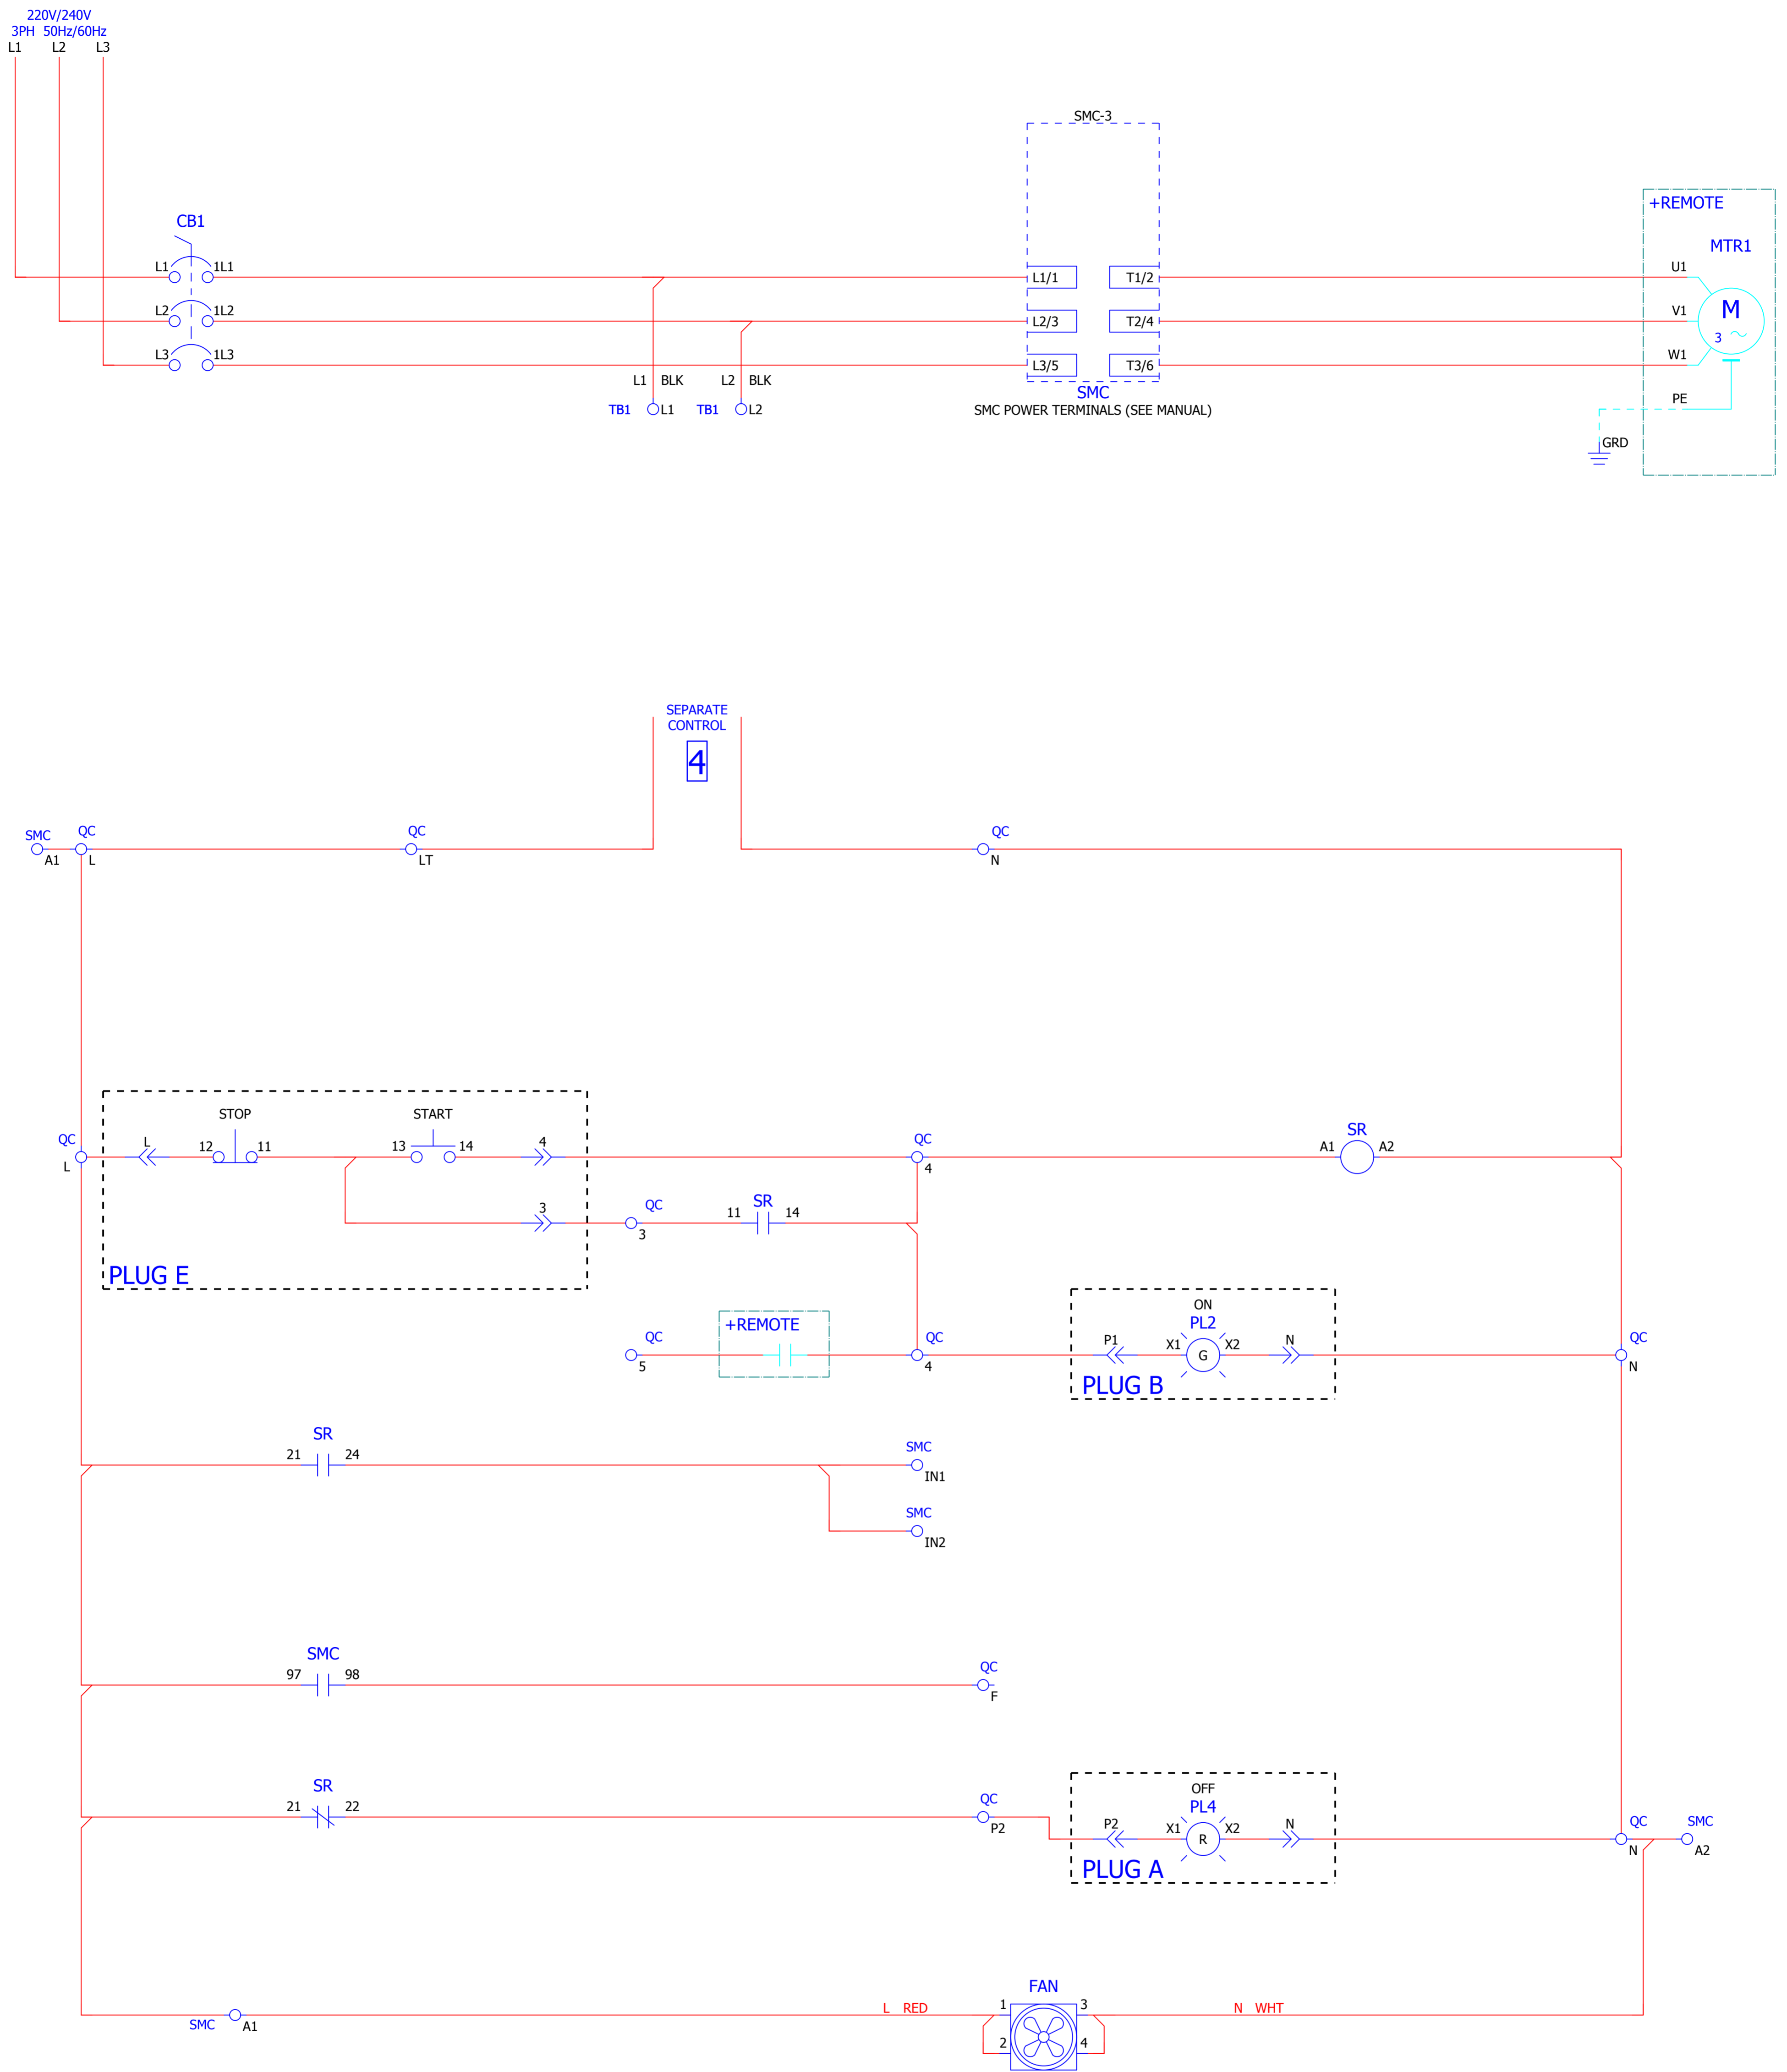 220V/240V
3PH 50Hz/60Hz
L1 L2 L3
SMC-3
+REMOTE
CB1
MTR1
L1 1L1 L1/1 T1/2 U1
L2 1L2 L2/3 T2/4 V1
M
3
L3 1L3 L3/5 T3/6 W1
L1 BLK L2 BLK
SMC
TB1 L1 TB1 L2
SMC POWER TERMINALS (SEE MANUAL)
PE
GRD
SEPARATE
CONTROL
4
SMC QC QC QC
A1 L LT N
STOP START
QC L 12 11 13 14 4 QC SR
A1 A2
L 4
3 QC 11 SR 14
3
PLUG E
ON
+REMOTE PL2
QC QC P1 X1 G X2 N QC
5 4 N
PLUG B
SR
21 24 SMC
IN1
SMC
IN2
SMC
97 98 QC
F
SR OFF
21 22 QC PL4
P2 P2 X1 R X2 N QC SMC
N A2
PLUG A
FAN
SMC A1 L RED 1 3 N WHT
2 4